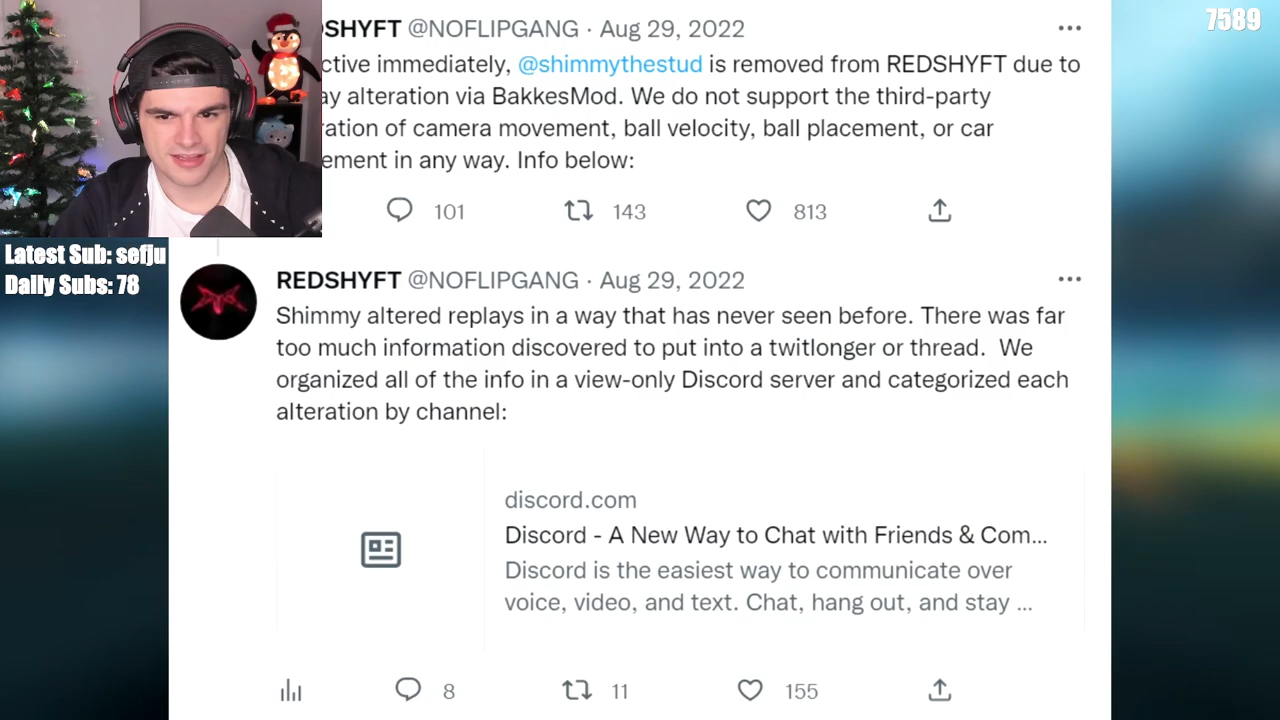 7589
DSHYFT @NOFLIPGANG · Aug 29, 2022
ctive immediately, @shimmythestud is removed from REDSHYFT due to
ay alteration via BakkesMod. We do not support the third-party
ration of camera movement, ball velocity, ball placement, or car
ement in any way. Info below:
101 143 813
Latest Sub: sefju
Daily Subs: 78
REDSHYFT @NOFLIPGANG · Aug 29, 2022
Shimmy altered replays in a way that has never seen before. There was far
too much information discovered to put into a twitlonger or thread. We
organized all of the info in a view-only Discord server and categorized each
alteration by channel:
discord.com
Discord - A New Way to Chat with Friends & Com...
Discord is the easiest way to communicate over
voice, video, and text. Chat, hang out, and stay ...
8 11 155